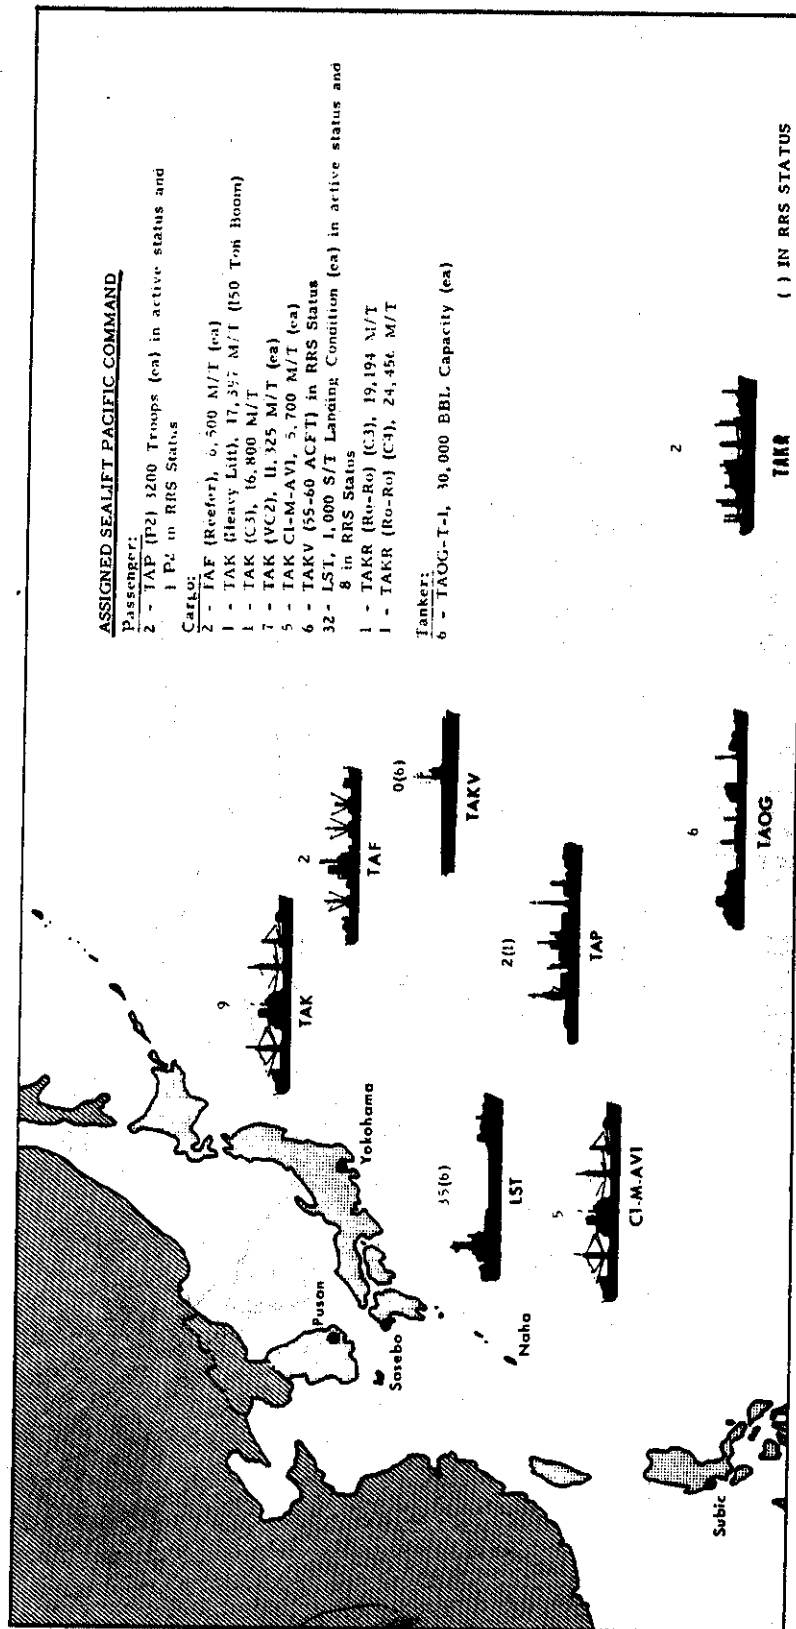 ASSIGNED SEALIFT PACIFIC COMMAND
Passenger:
2 - TAP (P2) 3200 Troops (ea) in active status and
1 P2 in RRS Status
Cargo:
2 - TAF (Reefer), 6,500 M/T (ea)
1 - TAK (Heavy Lift), M/T (150 Ton Boom)
1 - TAK (C3), 16,800 M/T
7 - TAK (VC2), 11,325 M/T (ea)
5 - TAK C1-M-AV1, 5,700 M/T (ea)
6 - TAKV (55-60 ACFT) in RRS Status
32 - LST, 1,000 S/T Landing Condition (ea) in active status and
8 in RRS Status
1 - TAKR (Ro-Ro) (C3), 19,194 M/T
1 - TAKR (Ro-Ro) M/T
Tanker:
6 - TAOG-T-1, 30,000 BBL Capacity (ea)
9
TAK
2
TAF
0(6)
TAKV
35(6)
LST
2(1)
TAP
5
C1-M-AV1
6
TAOG
2
TAKR
Yokohama
Pusan
Sasebo
Naha
Subic
( ) IN RRS STATUS